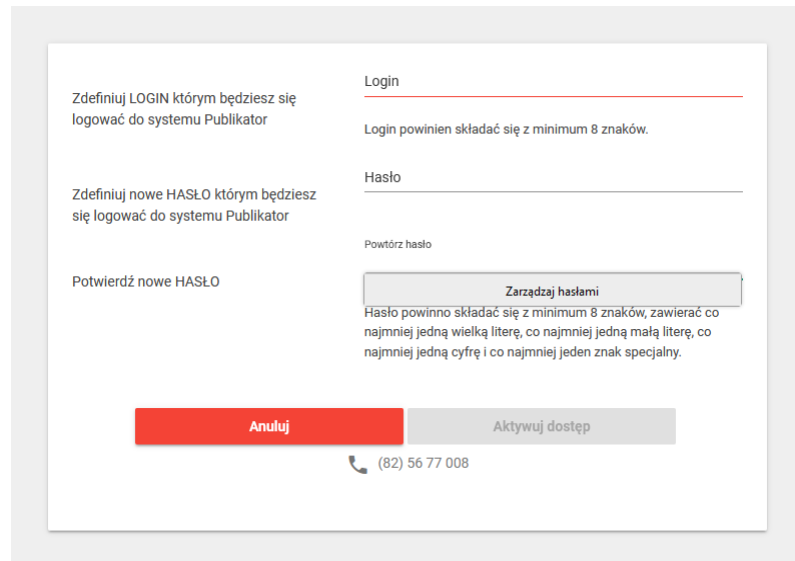 Login
Zdefiniuj LOGIN którym będziesz się
logować do systemu Publikator
Login powinien składać się z minimum 8 znaków.
Hasło
Zdefiniuj nowe HASŁO którym będziesz
się logować do systemu Publikator
Powtórz hasło
Potwierdź nowe HASŁO
Zarządzaj hasłami
Hasło powinno składać się z minimum 8 znaków, zawierać co
najmniej jedną wielką literę, co najmniej jedną małą literę, co
najmniej jedną cyfrę i co najmniej jeden znak specjalny.
Anuluj
Aktywuj dostęp
(82) 56 77 008